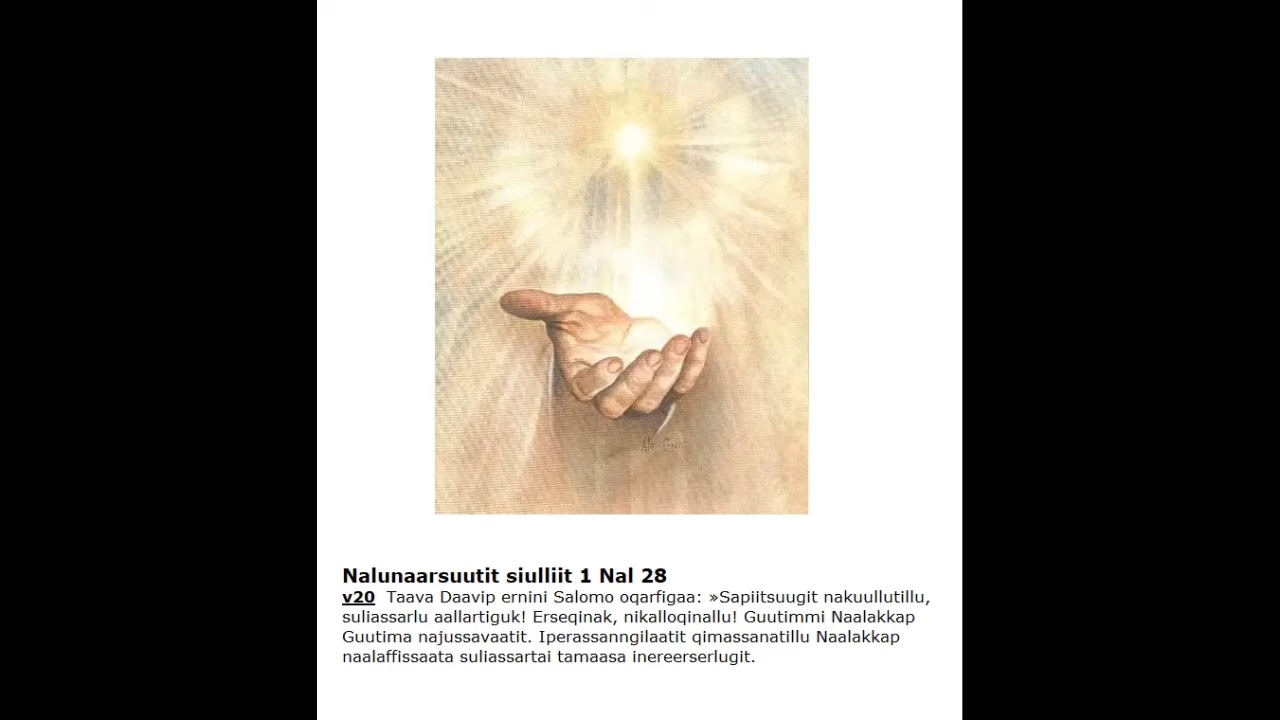 Nalunaarsuutit siulliit 1 Nal 28
v20 Taava Daavip ernini Salomo oqarfigaa: »Sapiitsuugit nakuullutillu,
suliassarlu aallartiguk! Erseqinak, nikalloqinallu! Guutimmi Naalakkap
Guutima najussavaatit. Iperassanngilaatit qimassanatillu Naalakkap
naalaffissaata suliassartai tamaasa inereerserlugit.